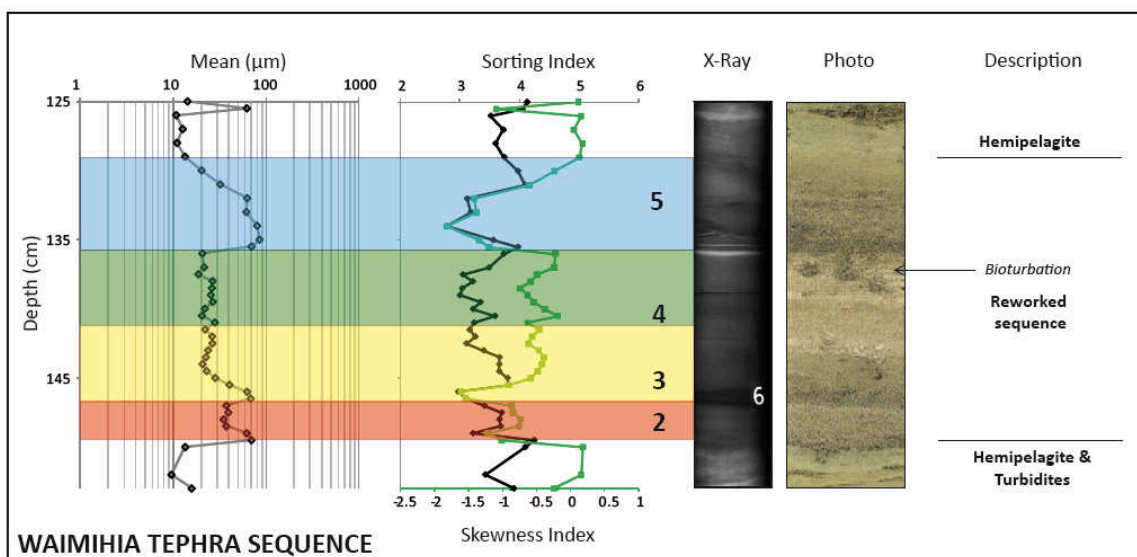 Mean (µm)
Sorting Index
X-Ray
Photo
Description
1 10 100 1000
2 3 4 5 6
125
Hemipelagite
5
135
Bioturbation
Depth (cm)
4
Reworked
sequence
145
3
6
2
Hemipelagite &
Turbidites
-2.5 -2 -1.5 -1 -0.5 0 0.5 1
Skewness Index
WAIMIHIA TEPHRA SEQUENCE